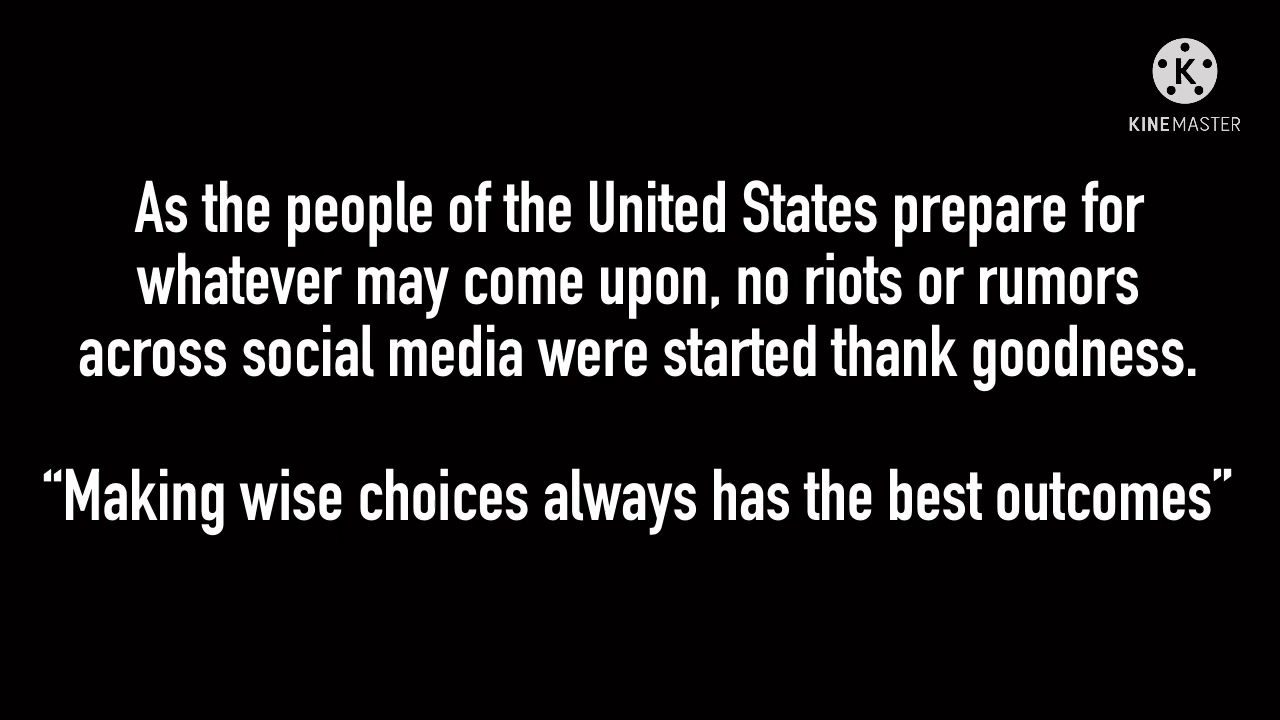 K
KINEMASTER
As the people of the United States prepare for
whatever may come upon, no riots or rumors
across social media were started thank goodness.
“Making wise choices always has the best outcomes”